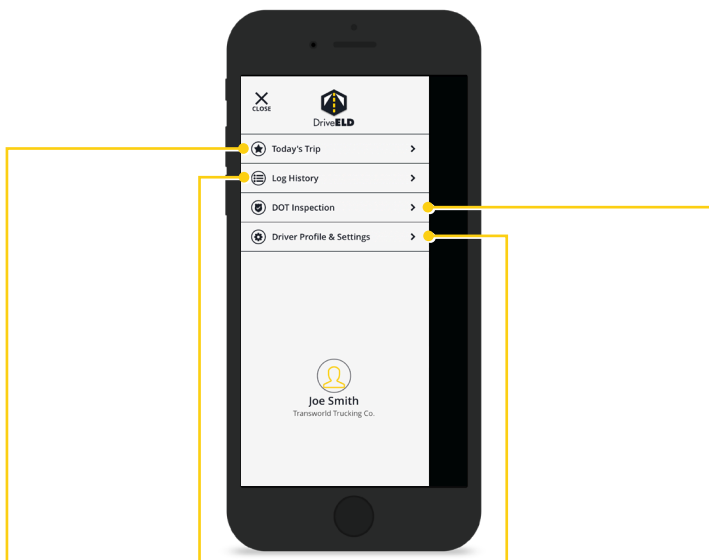 CLOSE
DriveELD
Today's Trip
Log History
DOT Inspection
Driver Profile & Settings
Joe Smith
Transworld Trucking Co.